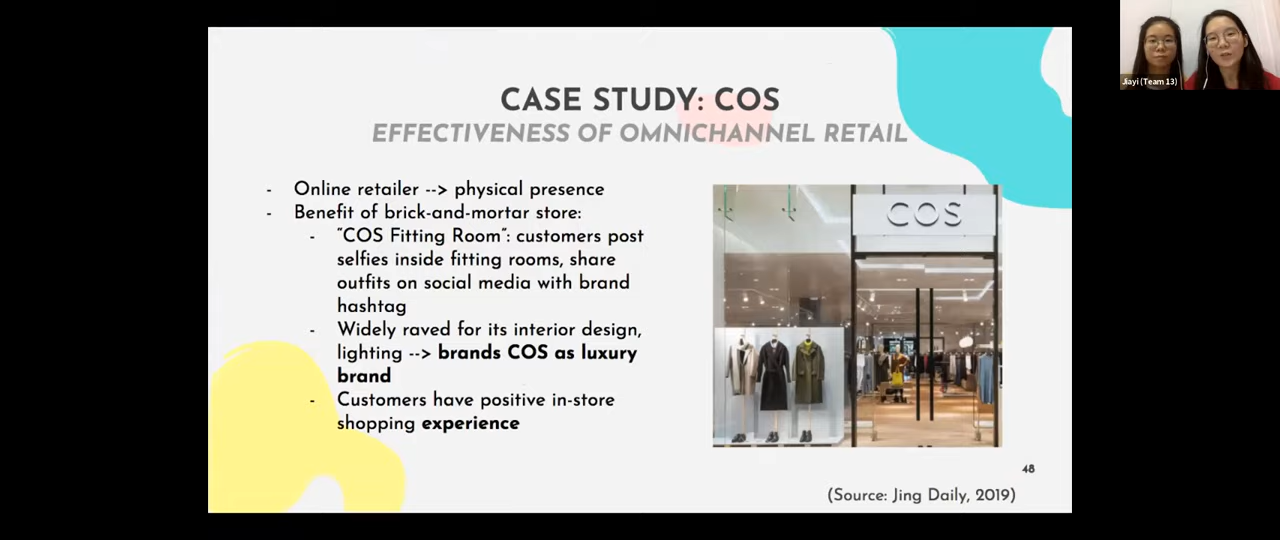 CASE STUDY: COS
EFFECTIVENESS OF OMNICHANNEL RETAIL
- Online retailer --> physical presence
- Benefit of brick-and-mortar store:
- "COS Fitting Room": customers post
selfies inside fitting rooms, share
outfits on social media with brand
hashtag
- Widely raved for its interior design,
lighting --> brands COS as luxury
brand
- Customers have positive in-store
shopping experience
COS
48
(Source: Jing Daily, 2019)
Jiayi (Team 13)